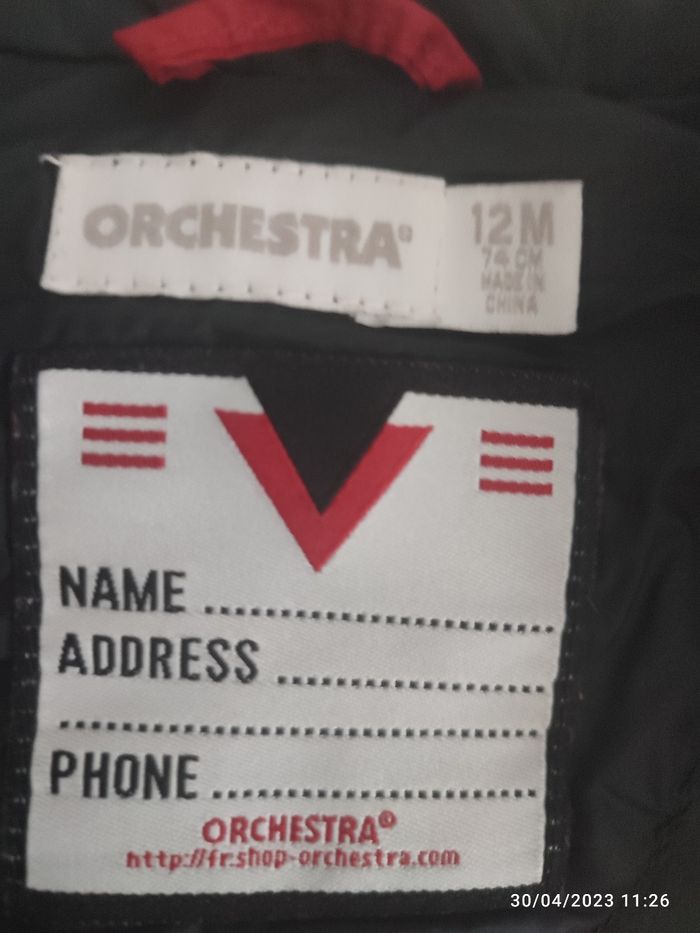 ORCHESTRA®
12M
74 CM
MADE IN
CHINA
NAME ..............................
ADDRESS ......................
........................................
PHONE ...........................
ORCHESTRA®
http://fr.shop-orchestra.com
30/04/2023 11:26